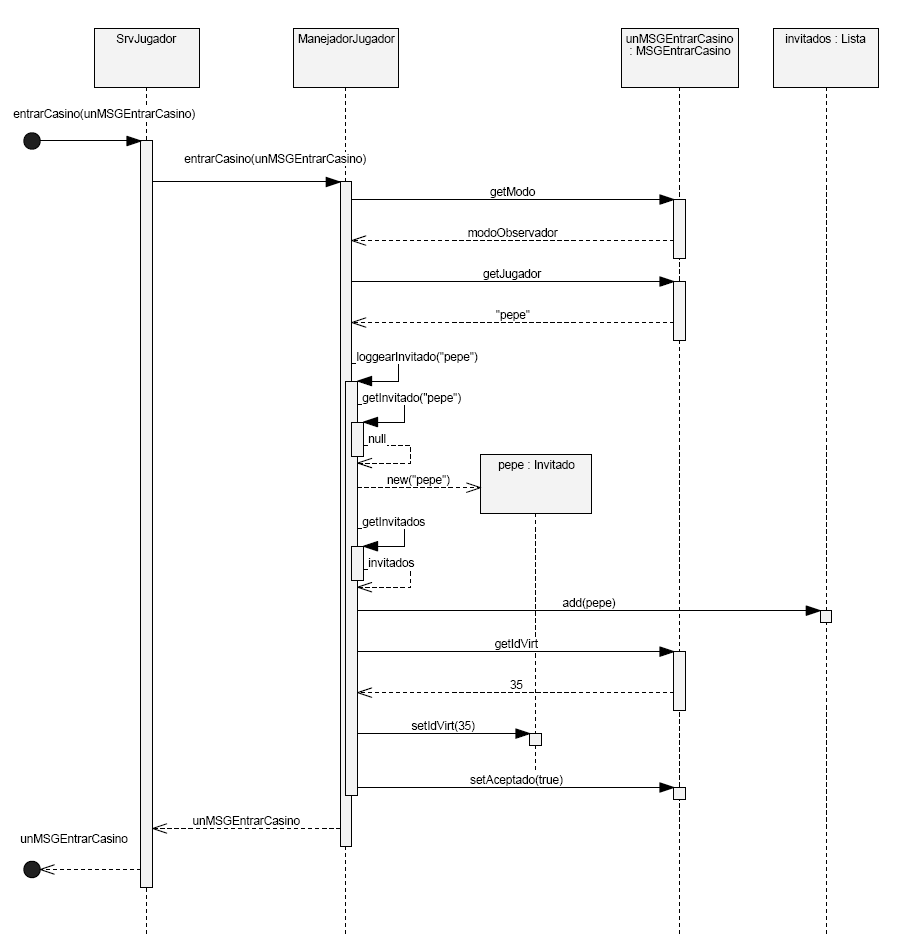 SrvJugador
ManejadorJugador
unMSGEntrarCasino
: MSGEntrarCasino
invitados : Lista
entrarCasino(unMSGEntrarCasino)
entrarCasino(unMSGEntrarCasino)
getModo
modoObservador
getJugador
"pepe"
loggearInvitado("pepe")
getInvitado("pepe")
null
pepe : Invitado
new("pepe")
getInvitados
invitados
add(pepe)
getIdVirt
35
setIdVirt(35)
setAceptado(true)
unMSGEntrarCasino
unMSGEntrarCasino